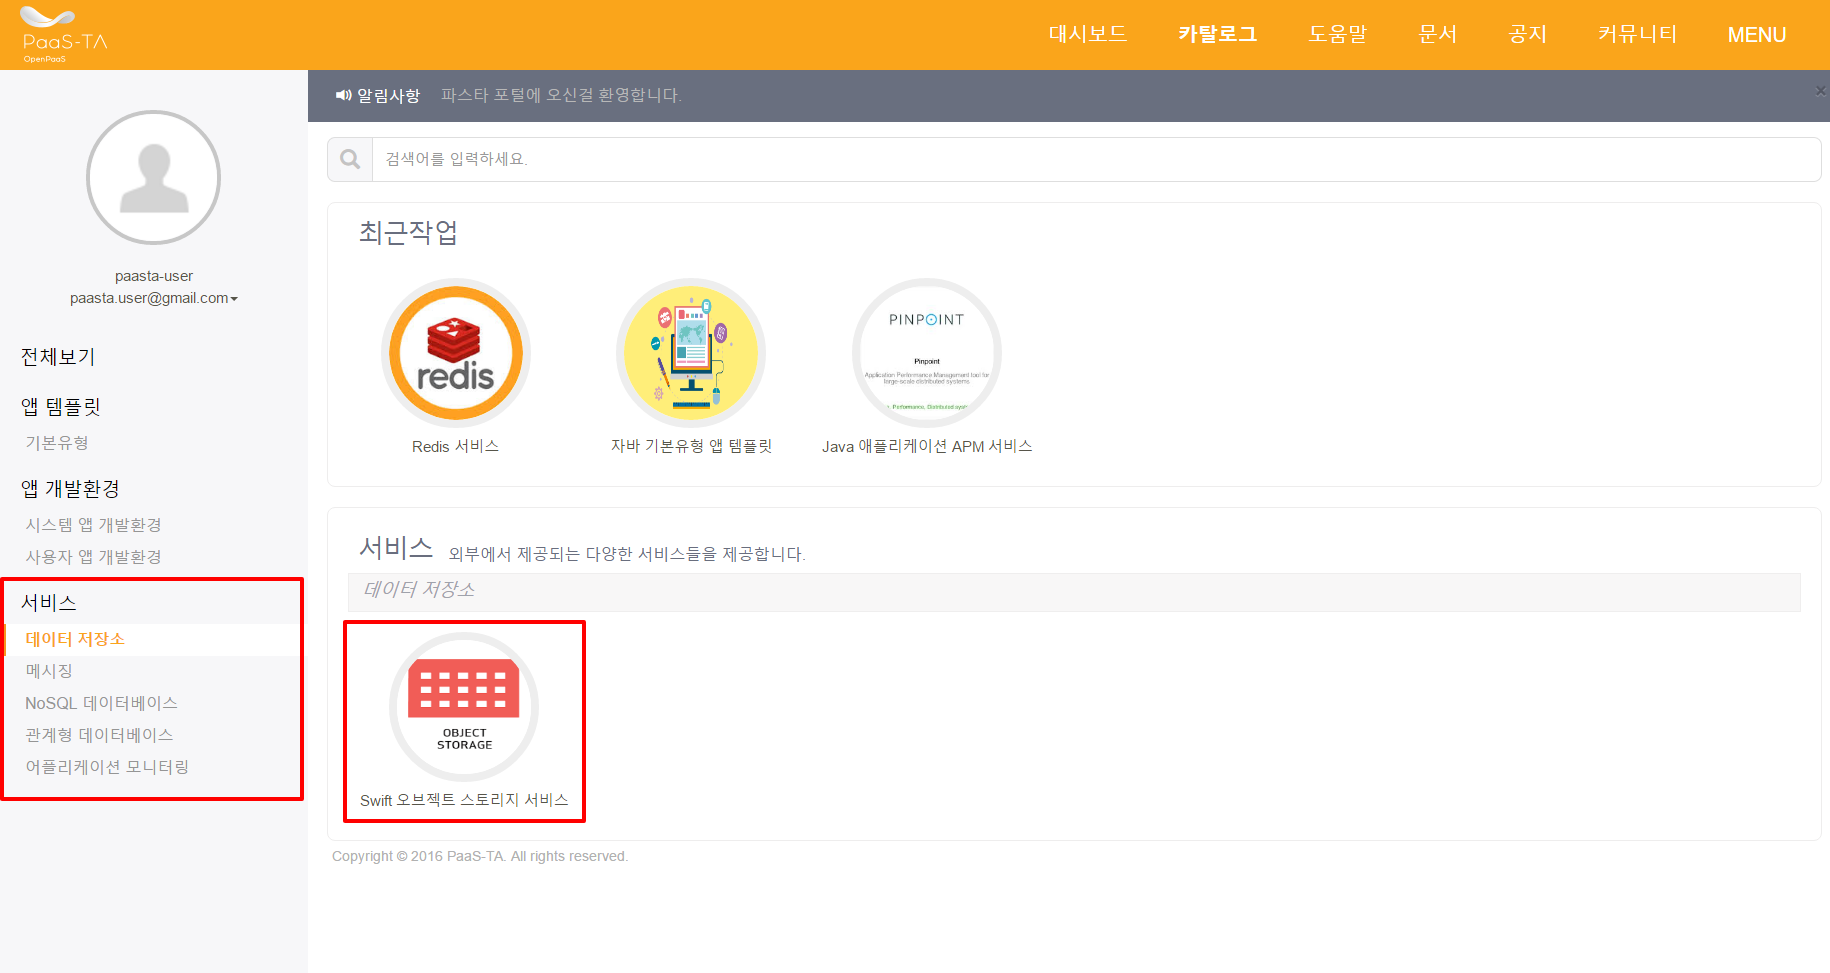 PaaS-TA
OpenPaaS
대시보드 카탈로그 도움말 문서 공지 커뮤니티 MENU
알림사항 파스타 포털에 오신걸 환영합니다.
×
paasta-user
paasta.user@gmail.com
전체보기
앱 템플릿
기본유형
앱 개발환경
시스템 앱 개발환경
사용자 앱 개발환경
서비스
데이터 저장소
메시징
NoSQL 데이터베이스
관계형 데이터베이스
어플리케이션 모니터링
검색어를 입력하세요.
최근작업
redis
Redis 서비스
자바 기본유형 앱 템플릿
PINPOINT
Pinpoint
Application Performance Management tool for
large-scale distributed systems
Performance, Distributed
Java 애플리케이션 APM 서비스
서비스 외부에서 제공되는 다양한 서비스들을 제공합니다.
데이터 저장소
OBJECT
STORAGE
Swift 오브젝트 스토리지 서비스
Copyright © 2016 PaaS-TA. All rights reserved.